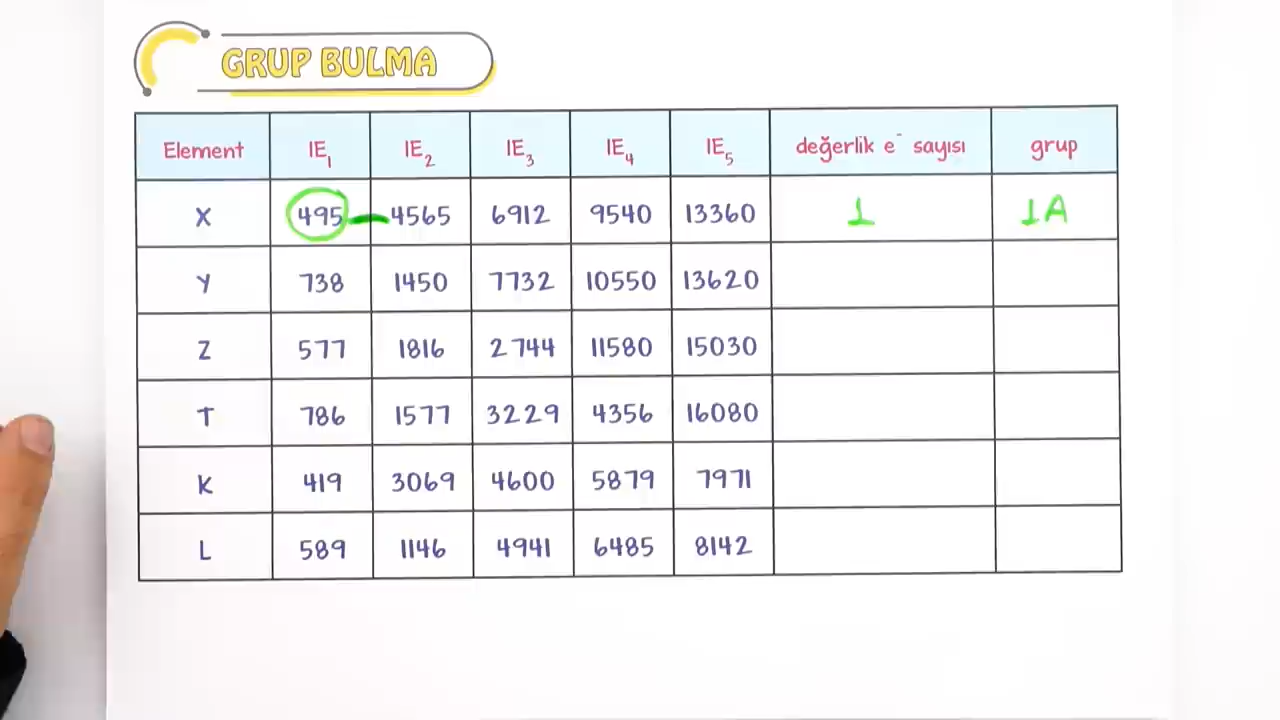 GRUP BULMA
Element IE₁ IE₂ IE₃ IE₄ IE₅ değerlik e⁻ sayısı grup
X 495 4565 6912 9540 13360 1 1A
Y 738 1450 7732 10550 13620
Z 577 1816 2744 11580 15030
T 786 1577 3229 4356 16080
K 419 3069 4600 5879 7971
L 589 1146 4941 6485 8142